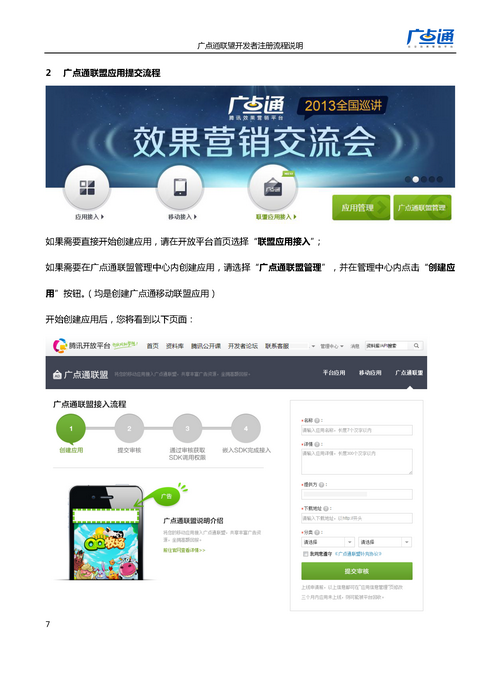 广点通联盟开发者注册流程说明
广点通
2 广点通联盟应用提交流程
广点通
腾讯效果营销平台
2013全国巡讲
效果营销交流会
应用接入
移动接入
联盟应用接入
应用管理
广点通联盟管理
如果需要直接开始创建应用，请在开放平台首页选择“联盟应用接入”；
如果需要在广点通联盟管理中心内创建应用，请选择“广点通联盟管理”，并在管理中心内点击“创建应
用”按钮。（均是创建广点通移动联盟应用）
开始创建应用后，您将看到以下页面：
腾讯开放平台 首页 资料库 腾讯公开课 开发者论坛 联系客服 管理中心 消息
广点通联盟
平台应用 移动应用 广点通联盟
广点通联盟接入流程
1 2 3 4
创建应用 提交审核 通过审核获取 嵌入SDK完成接入
SDK调用权限
广告
广点通联盟说明介绍
QQ牧场
*名称：
*详情：
*提供方：
*下载地址：
*分类：
请选择 请选择
提交审核
7